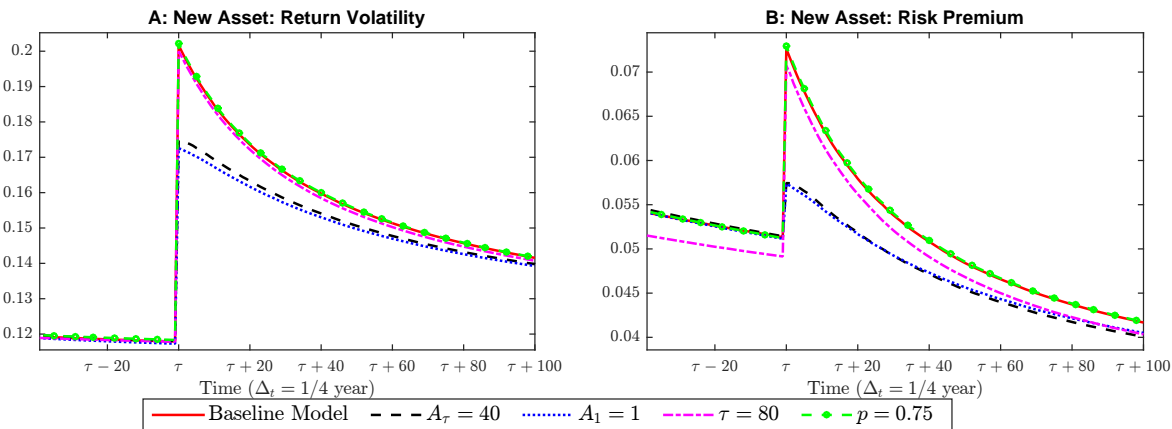 A: New Asset: Return Volatility
0.2
0.19
0.18
0.17
0.16
0.15
0.14
0.13
0.12
τ − 20 τ τ + 20 τ + 40 τ + 60 τ + 80 τ + 100
Time (Δt = 1/4 year)
B: New Asset: Risk Premium
0.07
0.065
0.06
0.055
0.05
0.045
0.04
τ − 20 τ τ + 20 τ + 40 τ + 60 τ + 80 τ + 100
Time (Δt = 1/4 year)
Baseline Model Aτ = 40 A1 = 1 τ = 80 p = 0.75